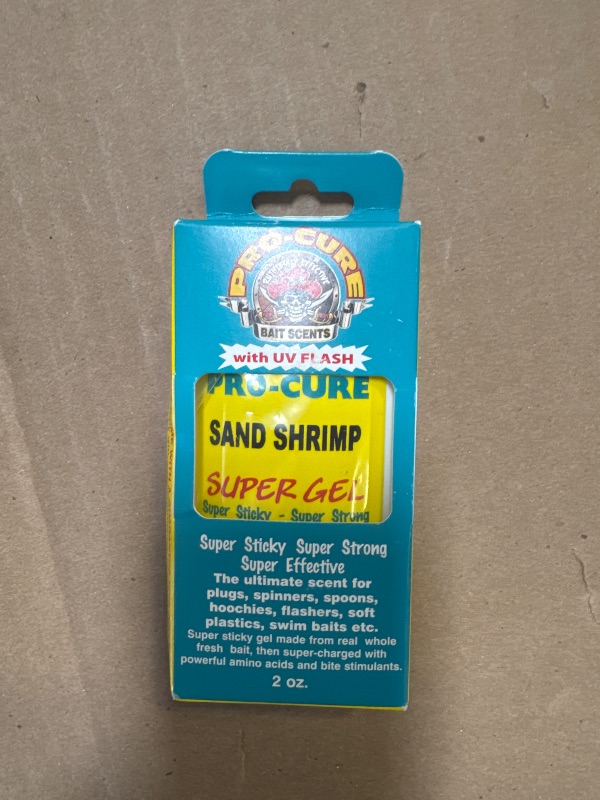 PRO-CURE
BAIT SCENTS
with UV FLASH
PRO-CURE
SAND SHRIMP
SUPER GEL
Super Sticky - Super Strong
Super Sticky Super Strong
Super Effective
The ultimate scent for
plugs, spinners, spoons,
hoochies, flashers, soft
plastics, swim baits etc.
Super sticky gel made from real whole
fresh bait, then super-charged with
powerful amino acids and bite stimulants.
2 oz.